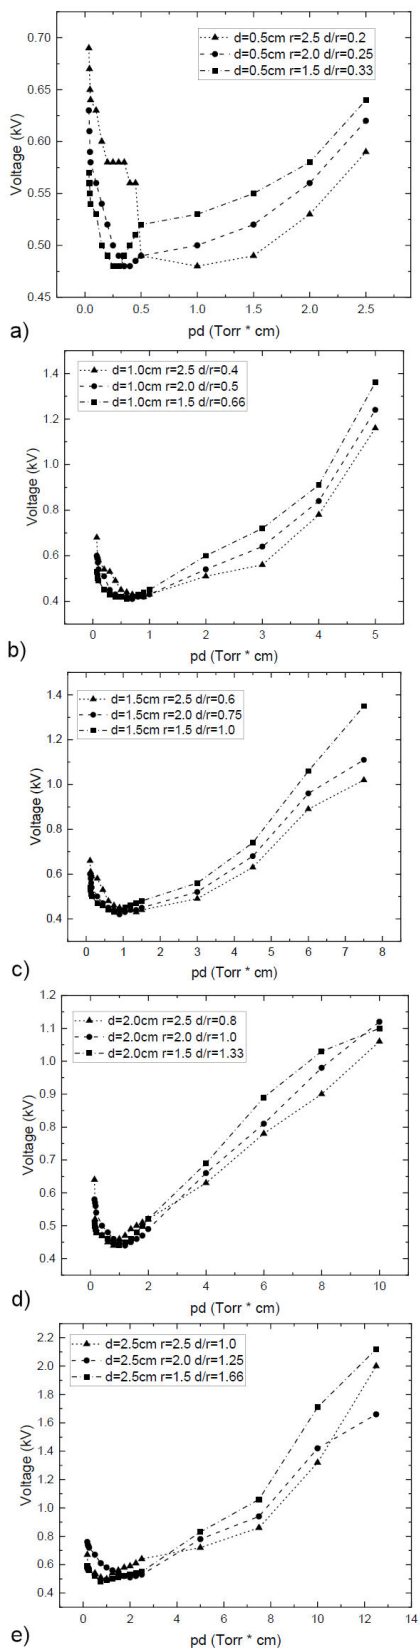 0.70
d=0.5cm r=2.5 d/r=0.2
d=0.5cm r=2.0 d/r=0.25
d=0.5cm r=1.5 d/r=0.33
0.65
0.60
0.55
0.50
0.45
Voltage (kV)
0.0 0.5 1.0 1.5 2.0 2.5
pd (Torr * cm)
a)
d=1.0cm r=2.5 d/r=0.4
d=1.0cm r=2.0 d/r=0.5
d=1.0cm r=1.5 d/r=0.66
1.4
1.2
1.0
0.8
0.6
0.4
Voltage (kV)
0 1 2 3 4 5
pd (Torr * cm)
b)
d=1.5cm r=2.5 d/r=0.6
d=1.5cm r=2.0 d/r=0.75
d=1.5cm r=1.5 d/r=1.0
1.4
1.2
1.0
0.8
0.6
0.4
Voltage (kV)
0 1 2 3 4 5 6 7 8
pd (Torr * cm)
c)
1.2
d=2.0cm r=2.5 d/r=0.8
d=2.0cm r=2.0 d/r=1.0
d=2.0cm r=1.5 d/r=1.33
1.1
1.0
0.9
0.8
0.7
0.6
0.5
0.4
Voltage (kV)
0 2 4 6 8 10
pd (Torr * cm)
d)
d=2.5cm r=2.5 d/r=1.0
d=2.5cm r=2.0 d/r=1.25
d=2.5cm r=1.5 d/r=1.66
2.2
2.0
1.8
1.6
1.4
1.2
1.0
0.8
0.6
0.4
Voltage (kV)
0 2 4 6 8 10 12 14
pd (Torr * cm)
e)